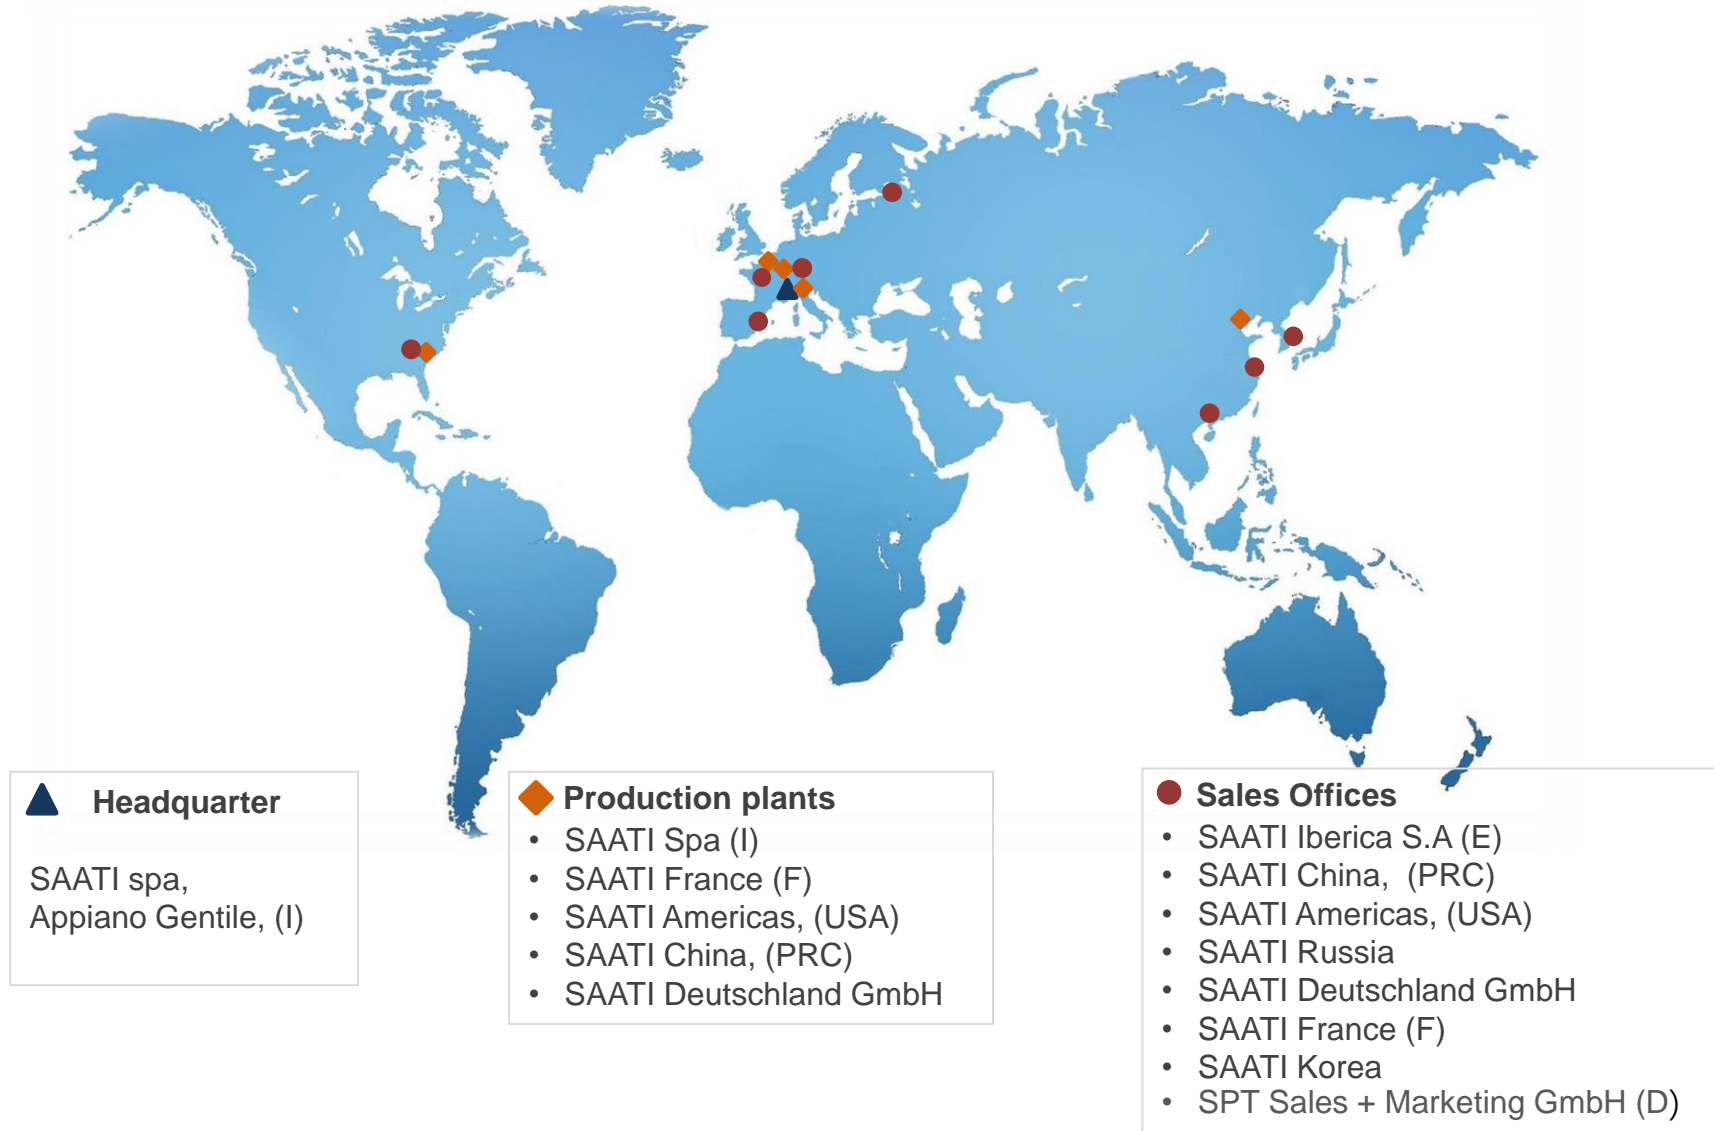 Headquarter
SAATI spa,
Appiano Gentile, (I)
Production plants
• SAATI Spa (I)
• SAATI France (F)
• SAATI Americas, (USA)
• SAATI China, (PRC)
• SAATI Deutschland GmbH
Sales Offices
• SAATI Iberica S.A (E)
• SAATI China,  (PRC)
• SAATI Americas, (USA)
• SAATI Russia
• SAATI Deutschland GmbH
• SAATI France (F)
• SAATI Korea
• SPT Sales + Marketing GmbH (D)